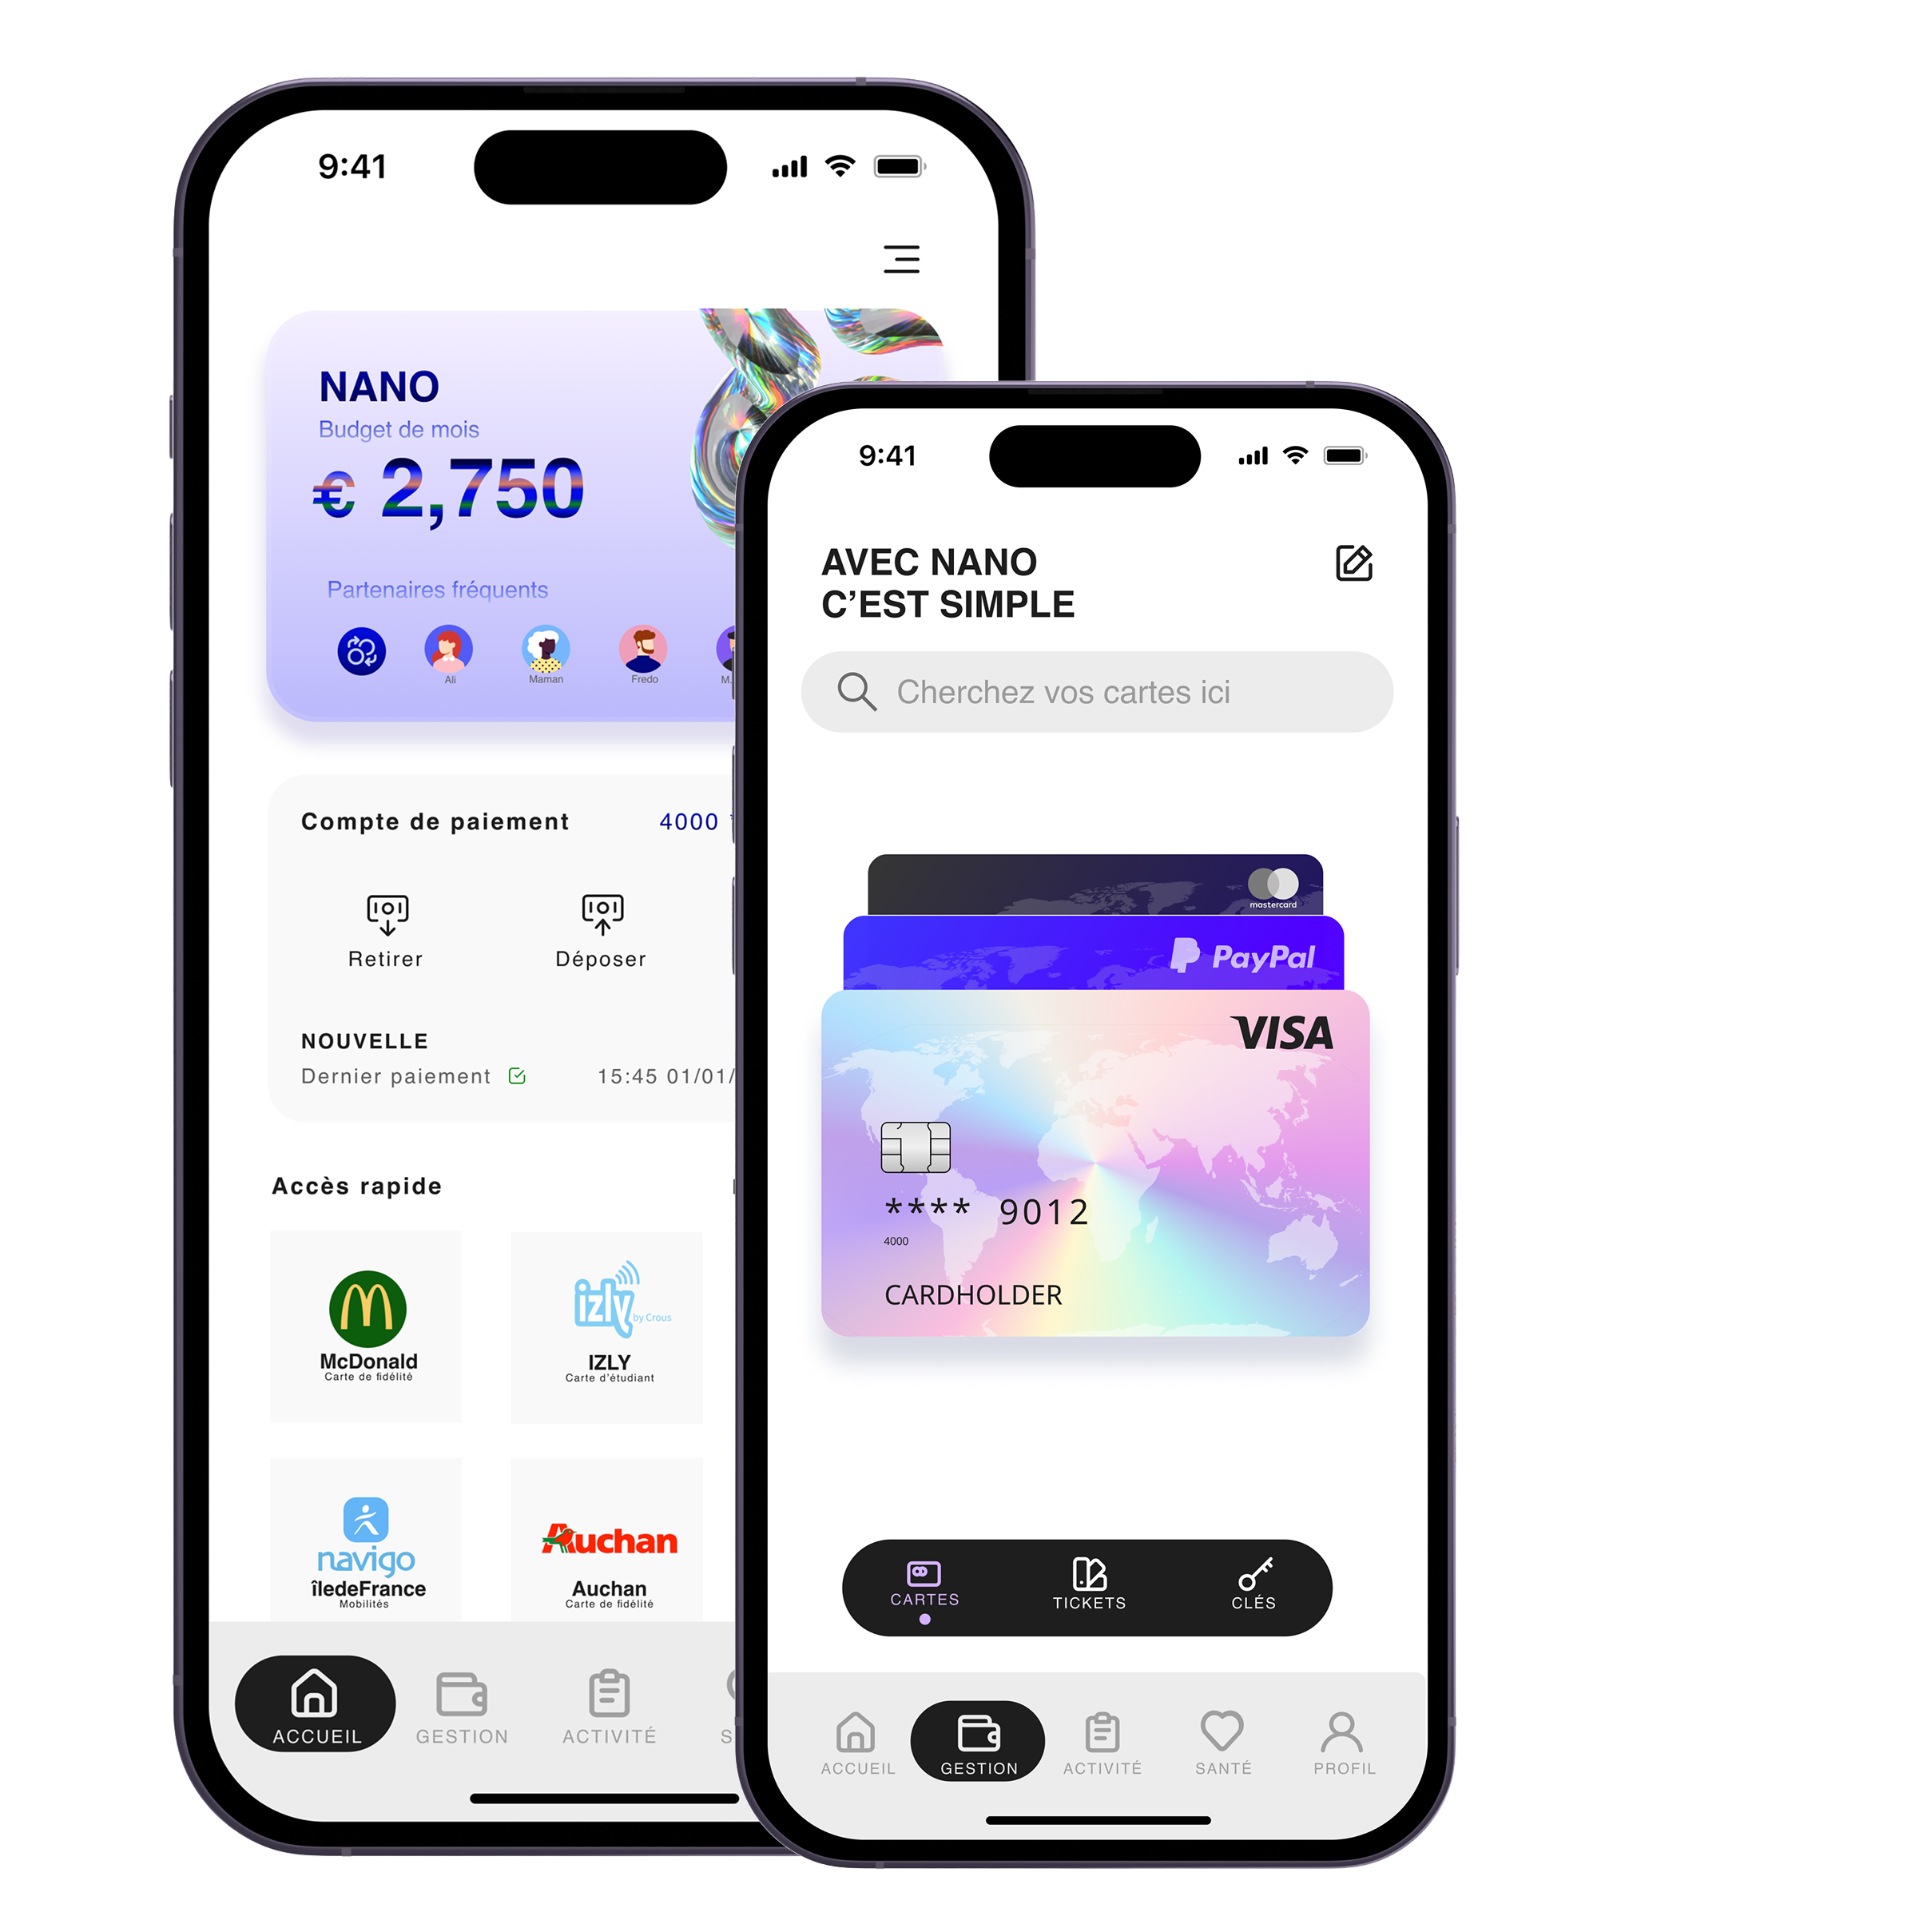 9:41
NANO
Budget de mois
€ 2,750
Partenaires fréquents
Ali
Maman
Fredo
M.
Compte de paiement 4000
Retirer
Déposer
NOUVELLE
Dernier paiement 15:45 01/01/
Accès rapide
McDonald
Carte de fidélité
izly by Crous
IZLY
Carte d'étudiant
navigo
îledeFrance
Mobilités
Auchan
Auchan
Carte de fidélité
ACCUEIL
GESTION
ACTIVITÉ
S
9:41
AVEC NANO
C’EST SIMPLE
Cherchez vos cartes ici
mastercard
PayPal
VISA
**** 9012
4000
CARDHOLDER
CARTES
TICKETS
CLÉS
ACCUEIL
GESTION
ACTIVITÉ
SANTÉ
PROFIL